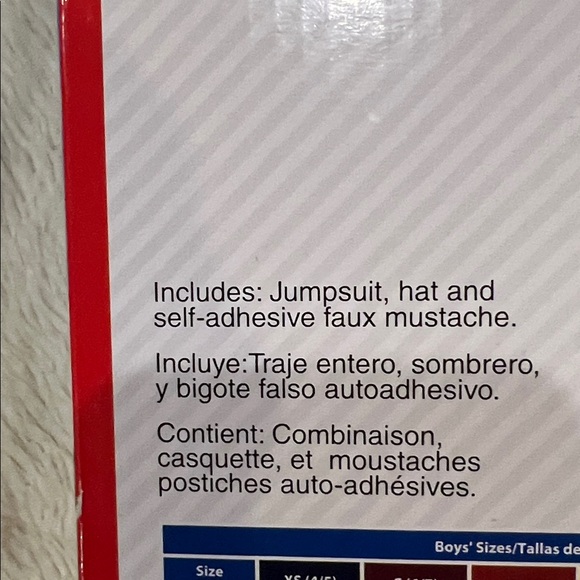 Includes: Jumpsuit, hat and
self-adhesive faux mustache.
Incluye:Traje entero, sombrero,
y bigote falso autoadhesivo.
Contient: Combinaison,
casquette, et moustaches
postiches auto-adhésives.
Boys' Sizes/Tallas de
Size